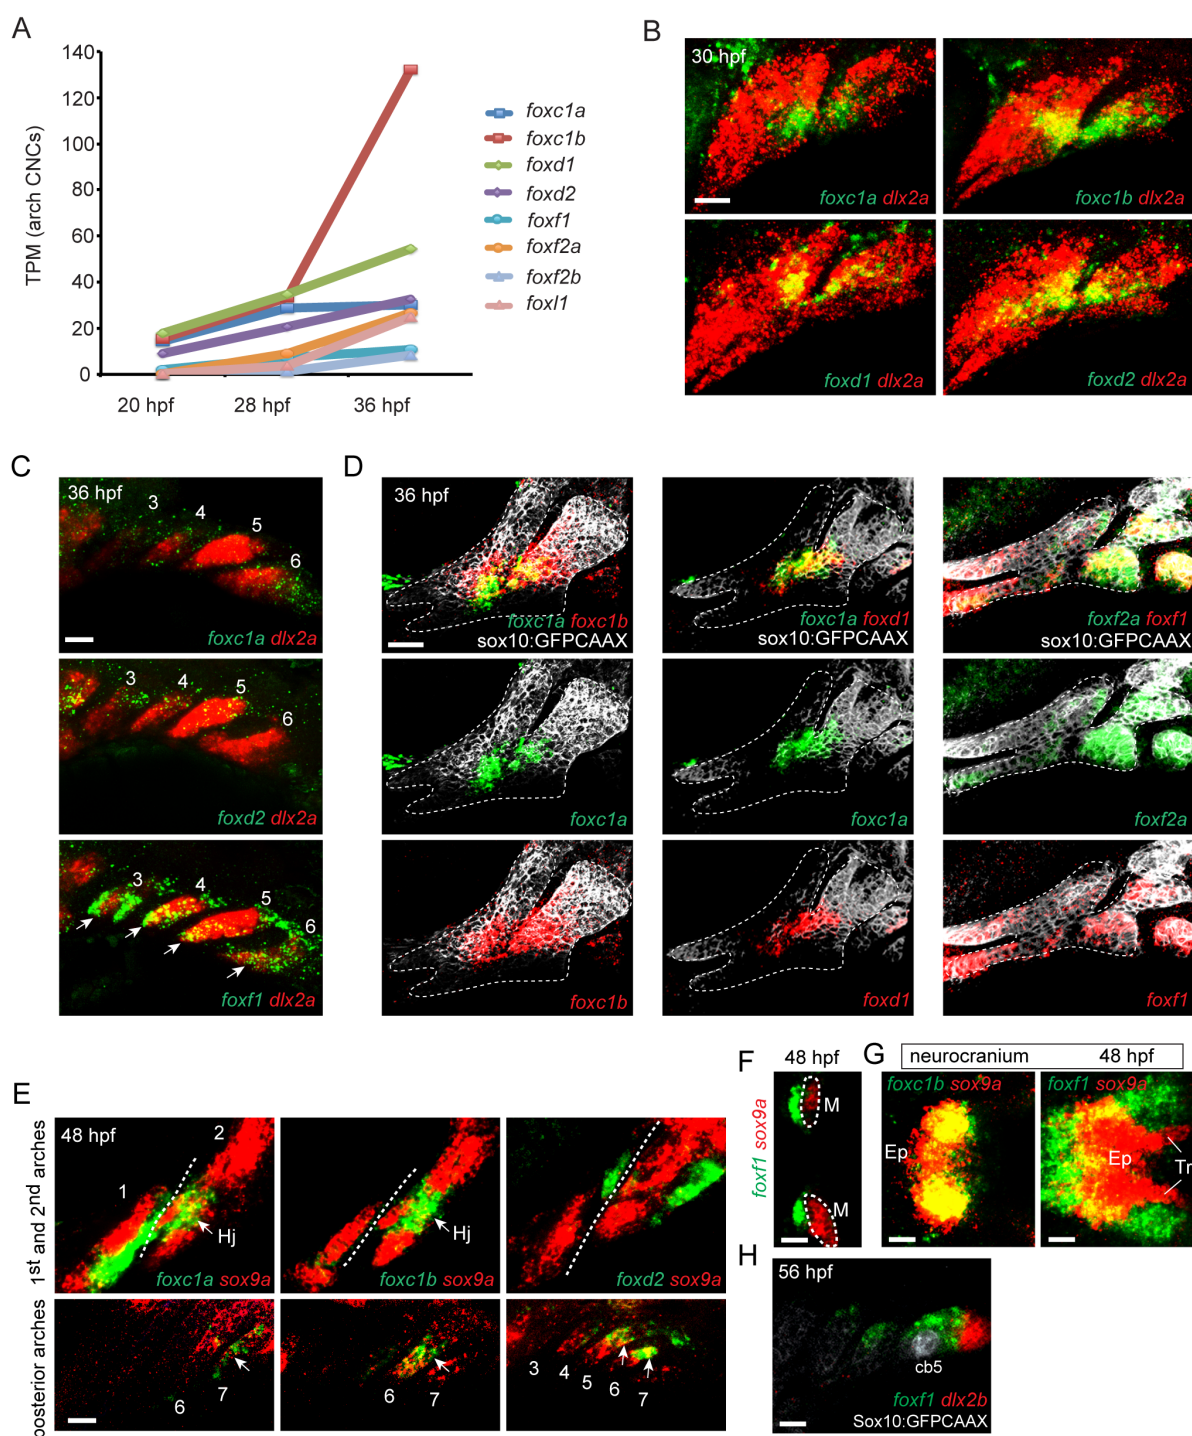 A
TPM (arch CNCs)
140
120
100
80
60
40
20
0
20 hpf 28 hpf 36 hpf
foxc1a
foxc1b
foxd1
foxd2
foxf1
foxf2a
foxf2b
foxl1
B
30 hpf
foxc1a dlx2a
foxc1b dlx2a
foxd1 dlx2a
foxd2 dlx2a
C
36 hpf
3 4 5 6
foxc1a dlx2a
3 4 5 6
foxd2 dlx2a
3 4 5 6
foxf1 dlx2a
D
36 hpf
foxc1a foxc1b
sox10:GFPCAAX
foxc1a foxd1
sox10:GFPCAAX
foxf2a foxf1
sox10:GFPCAAX
foxc1a
foxc1a
foxf2a
foxc1b
foxd1
foxf1
E
1st and 2nd arches
48 hpf
1 2
Hj
foxc1a sox9a
Hj
foxc1b sox9a
foxd2 sox9a
posterior arches
6 7
6 7
3 4 5 6 7
F
48 hpf
foxf1 sox9a
M
M
G
neurocranium 48 hpf
foxc1b sox9a
Ep
foxf1 sox9a
Ep
Tr
H
56 hpf
cb5
foxf1 dlx2b
Sox10:GFPCAAX